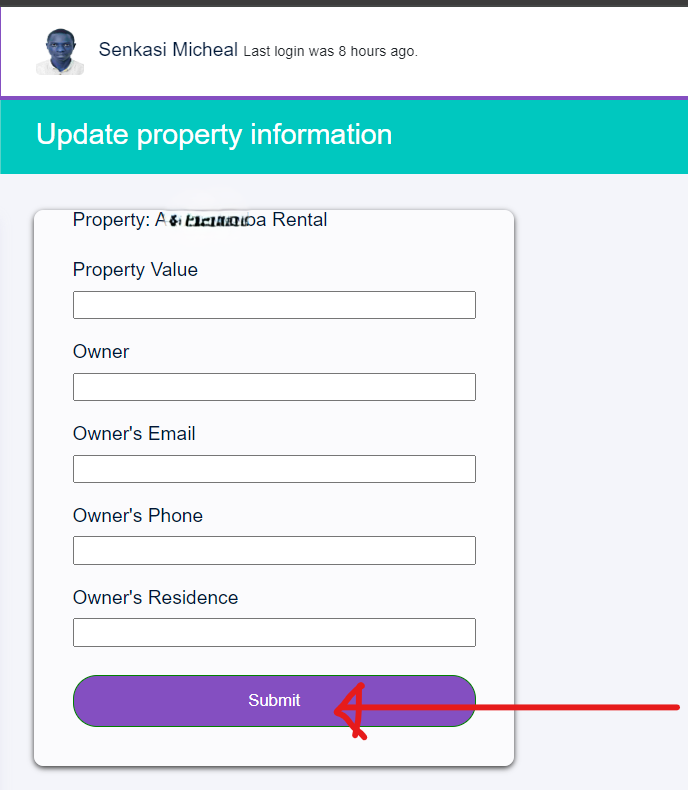 Senkasi Micheal Last login was 8 hours ago.
Update property information
Property: Rental
Property Value
Owner
Owner's Email
Owner's Phone
Owner's Residence
Submit